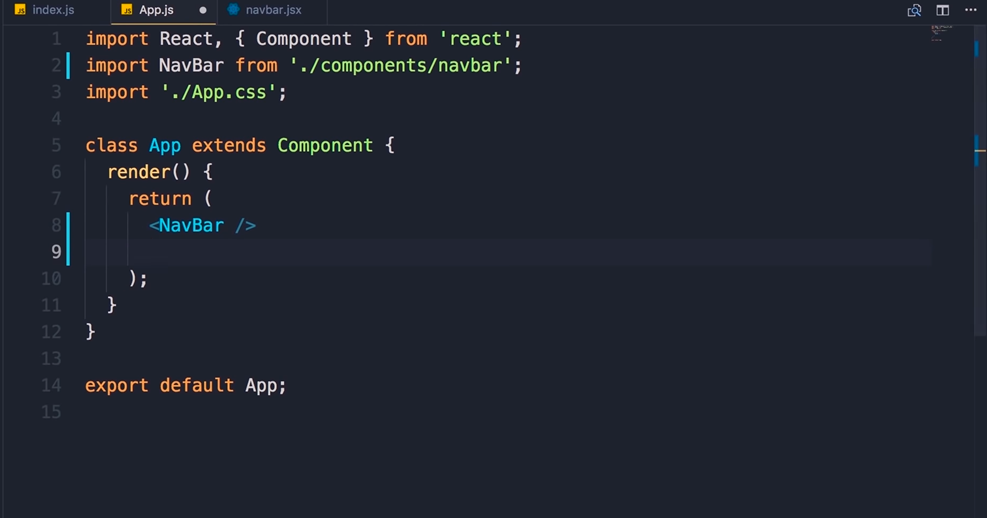 index.js App.js navbar.jsx
1 import React, { Component } from 'react';
2 import NavBar from './components/navbar';
3 import './App.css';
4
5 class App extends Component {
6 render() {
7 return (
8 <NavBar />
9
10 );
11 }
12 }
13
14 export default App;
15